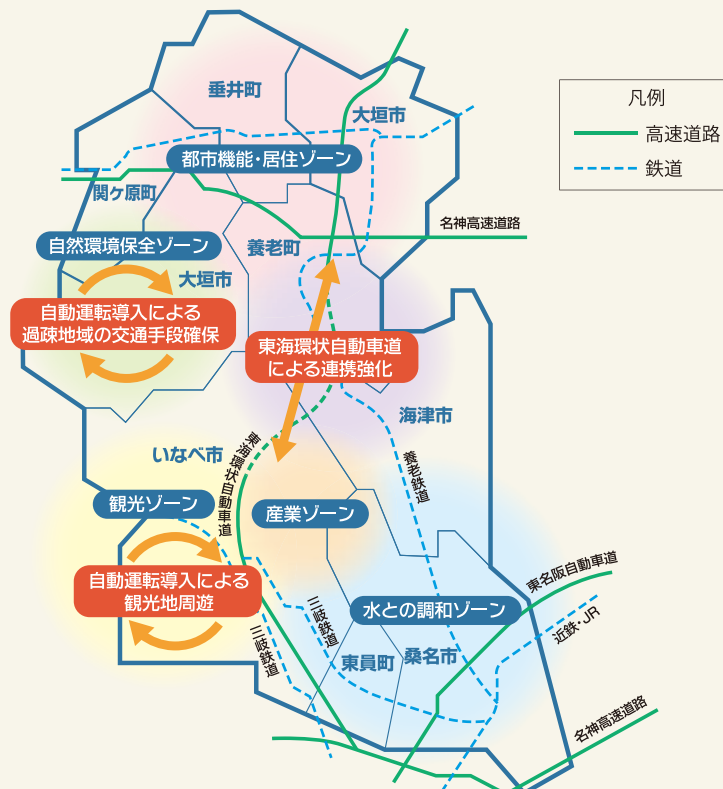 凡例
高速道路
鉄道
垂井町
大垣市
都市機能・居住ゾーン
関ヶ原町
名神高速道路
自然環境保全ゾーン
養老町
大垣市
自動運転導入による
過疎地域の交通手段確保
東海環状自動車道
による連携強化
海津市
いなべ市
東海環状自動車道
養老鉄道
観光ゾーン
産業ゾーン
自動運転導入による
観光地周遊
東名阪自動車道
水との調和ゾーン
三岐鉄道
三岐鉄道
近鉄・JR
東員町
桑名市
名神高速道路